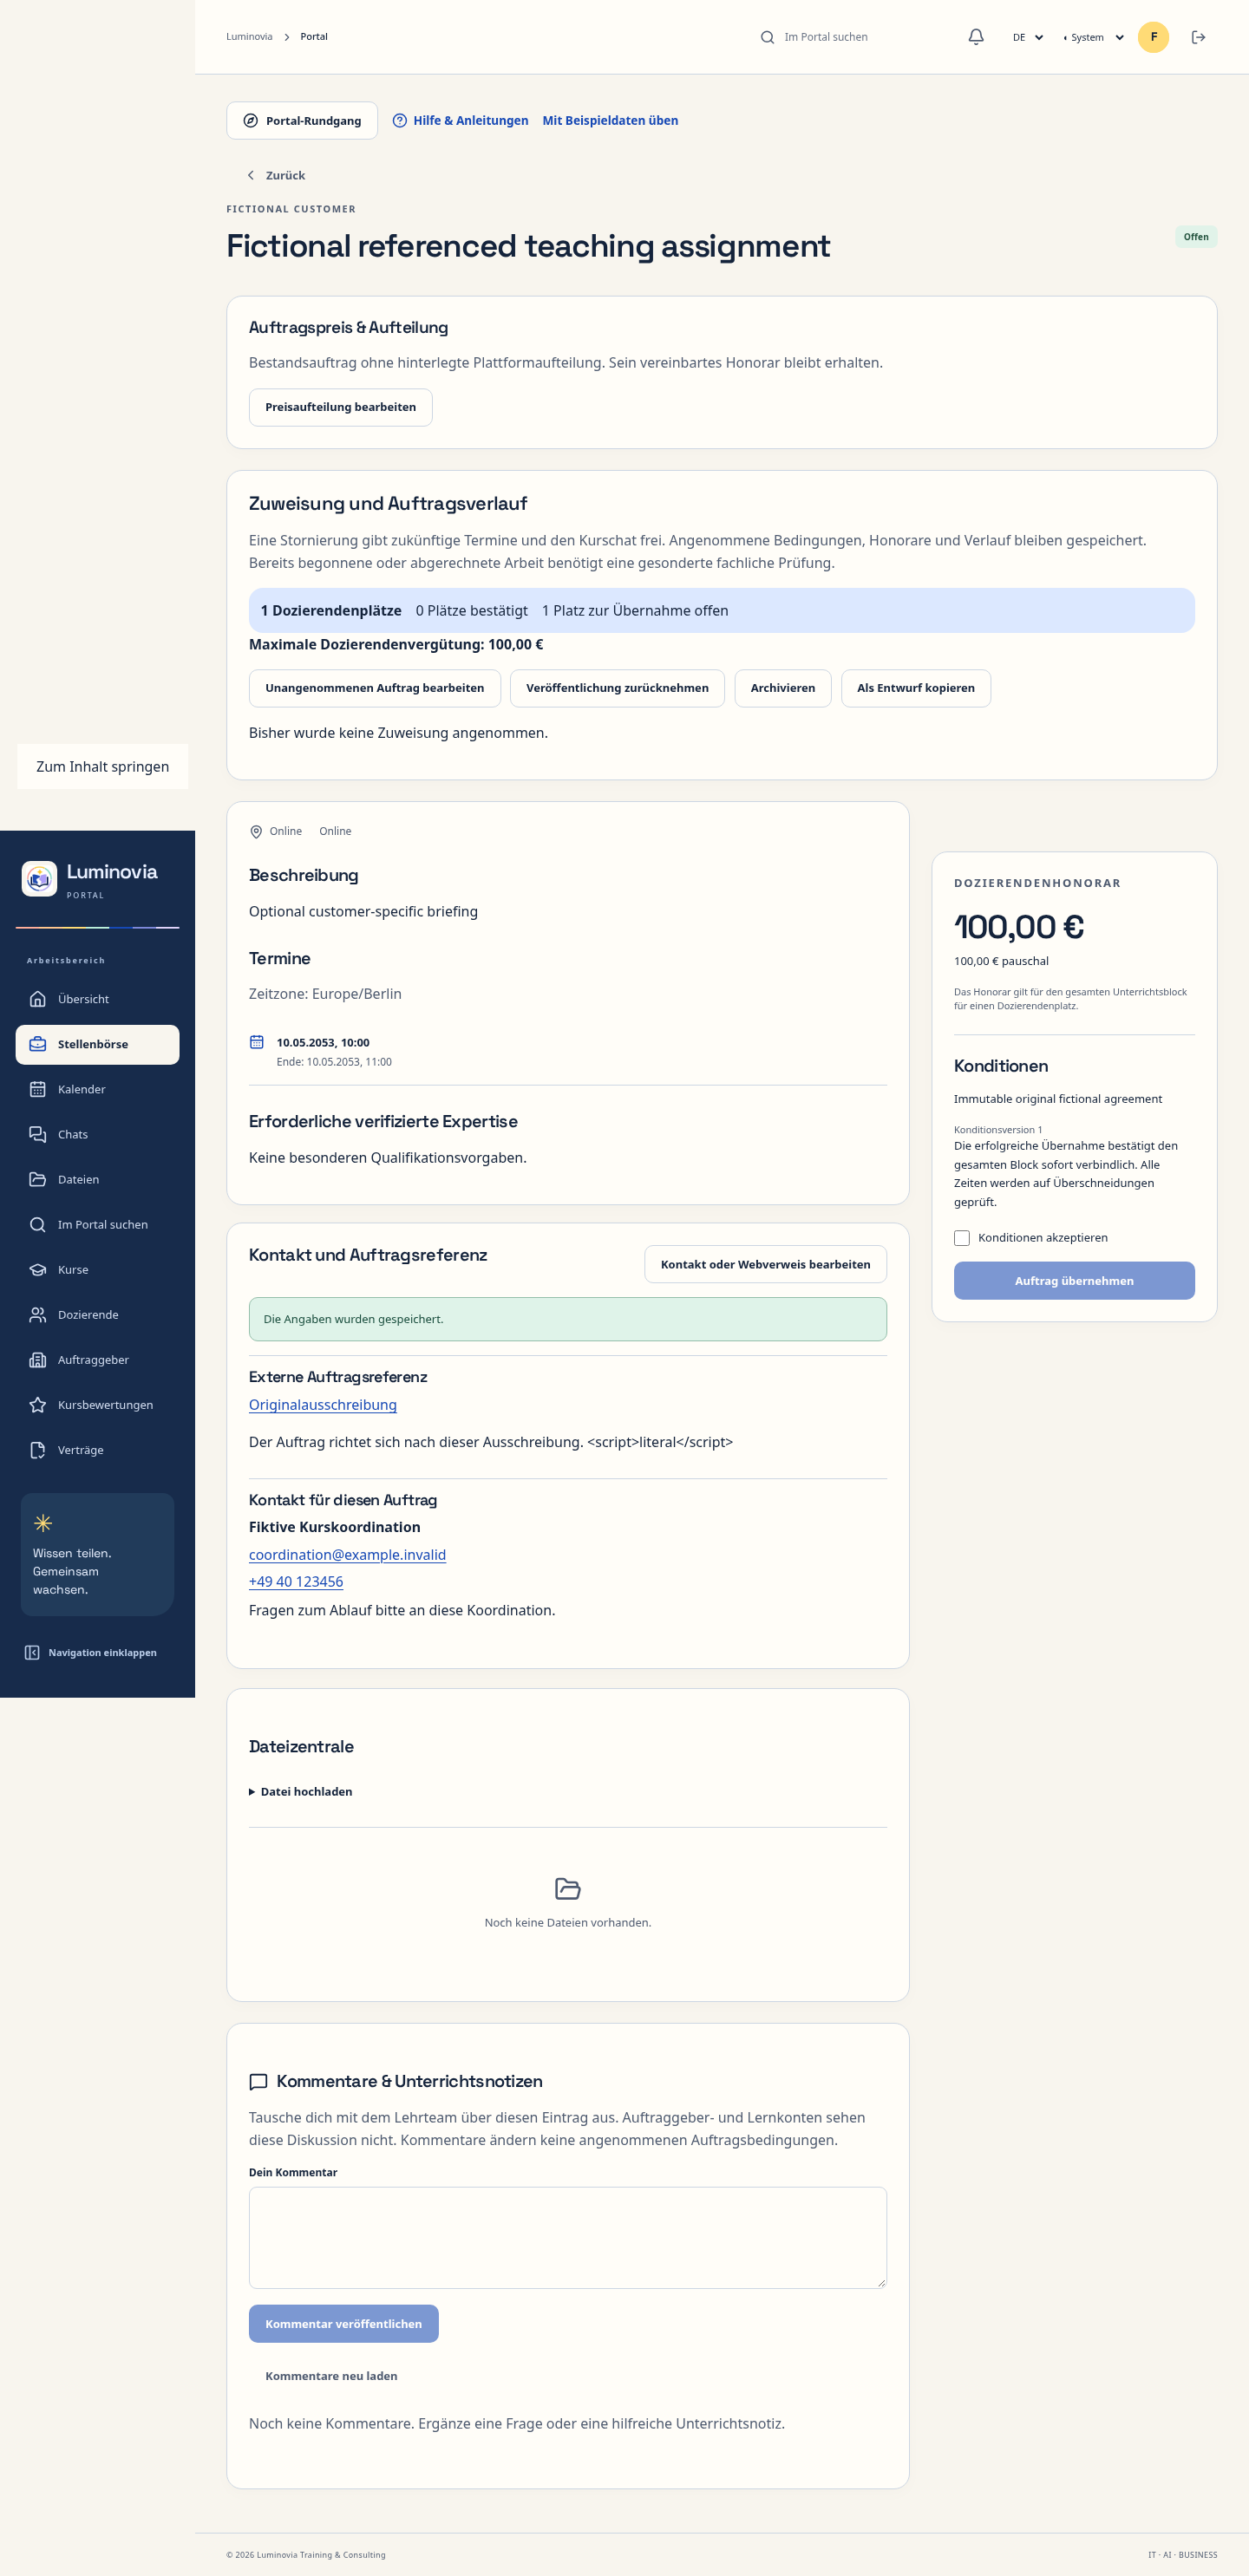 Luminovia
Portal
Im Portal suchen
DE
System
F
Portal-Rundgang
Hilfe & Anleitungen
Mit Beispieldaten üben
Zurück
FICTIONAL CUSTOMER
Fictional referenced teaching assignment
Offen
Auftragspreis & Aufteilung
Bestandsauftrag ohne hinterlegte Plattformaufteilung. Sein vereinbartes Honorar bleibt erhalten.
Preisaufteilung bearbeiten
Zuweisung und Auftragsverlauf
Eine Stornierung gibt zukünftige Termine und den Kurschat frei. Angenommene Bedingungen, Honorare und Verlauf bleiben gespeichert.
Bereits begonnene oder abgerechnete Arbeit benötigt eine gesonderte fachliche Prüfung.
1 Dozierendenplätze 0 Plätze bestätigt 1 Platz zur Übernahme offen
Maximale Dozierendenvergütung: 100,00 €
Unangenommenen Auftrag bearbeiten
Veröffentlichung zurücknehmen
Archivieren
Als Entwurf kopieren
Bisher wurde keine Zuweisung angenommen.
Zum Inhalt springen
Luminovia
PORTAL
Arbeitsbereich
Übersicht
Stellenbörse
Kalender
Chats
Dateien
Im Portal suchen
Kurse
Dozierende
Auftraggeber
Kursbewertungen
Verträge
Wissen teilen.
Gemeinsam
wachsen.
Navigation einklappen
Online Online
Beschreibung
Optional customer-specific briefing
Termine
Zeitzone: Europe/Berlin
10.05.2053, 10:00
Ende: 10.05.2053, 11:00
Erforderliche verifizierte Expertise
Keine besonderen Qualifikationsvorgaben.
DOZIERENDENHONORAR
100,00 €
100,00 € pauschal
Das Honorar gilt für den gesamten Unterrichtsblock
für einen Dozierendenplatz.
Konditionen
Immutable original fictional agreement
Konditionsversion 1
Die erfolgreiche Übernahme bestätigt den
gesamten Block sofort verbindlich. Alle
Zeiten werden auf Überschneidungen
geprüft.
Konditionen akzeptieren
Auftrag übernehmen
Kontakt und Auftragsreferenz
Kontakt oder Webverweis bearbeiten
Die Angaben wurden gespeichert.
Externe Auftragsreferenz
Originalausschreibung
Der Auftrag richtet sich nach dieser Ausschreibung. <script>literal</script>
Kontakt für diesen Auftrag
Fiktive Kurskoordination
coordination@example.invalid
+49 40 123456
Fragen zum Ablauf bitte an diese Koordination.
Dateizentrale
Datei hochladen
Noch keine Dateien vorhanden.
Kommentare & Unterrichtsnotizen
Tausche dich mit dem Lehrteam über diesen Eintrag aus. Auftraggeber- und Lernkonten sehen
diese Diskussion nicht. Kommentare ändern keine angenommenen Auftragsbedingungen.
Dein Kommentar
Kommentar veröffentlichen
Kommentare neu laden
Noch keine Kommentare. Ergänze eine Frage oder eine hilfreiche Unterrichtsnotiz.
© 2026 Luminovia Training & Consulting
IT · AI · BUSINESS